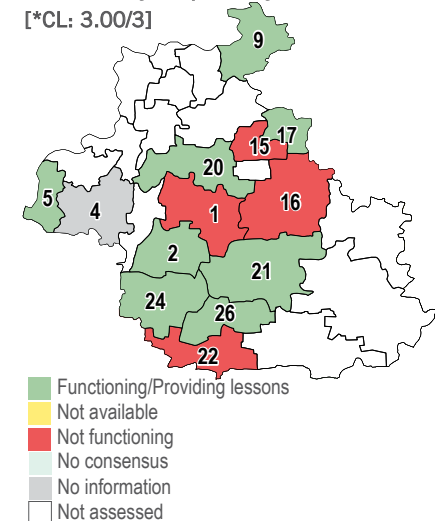 [*CL: 3.00/3]
9
17
15
20
5
4
1
16
2
21
24
26
22
Functioning/Providing lessons
Not available
Not functioning
No consensus
No information
Not assessed